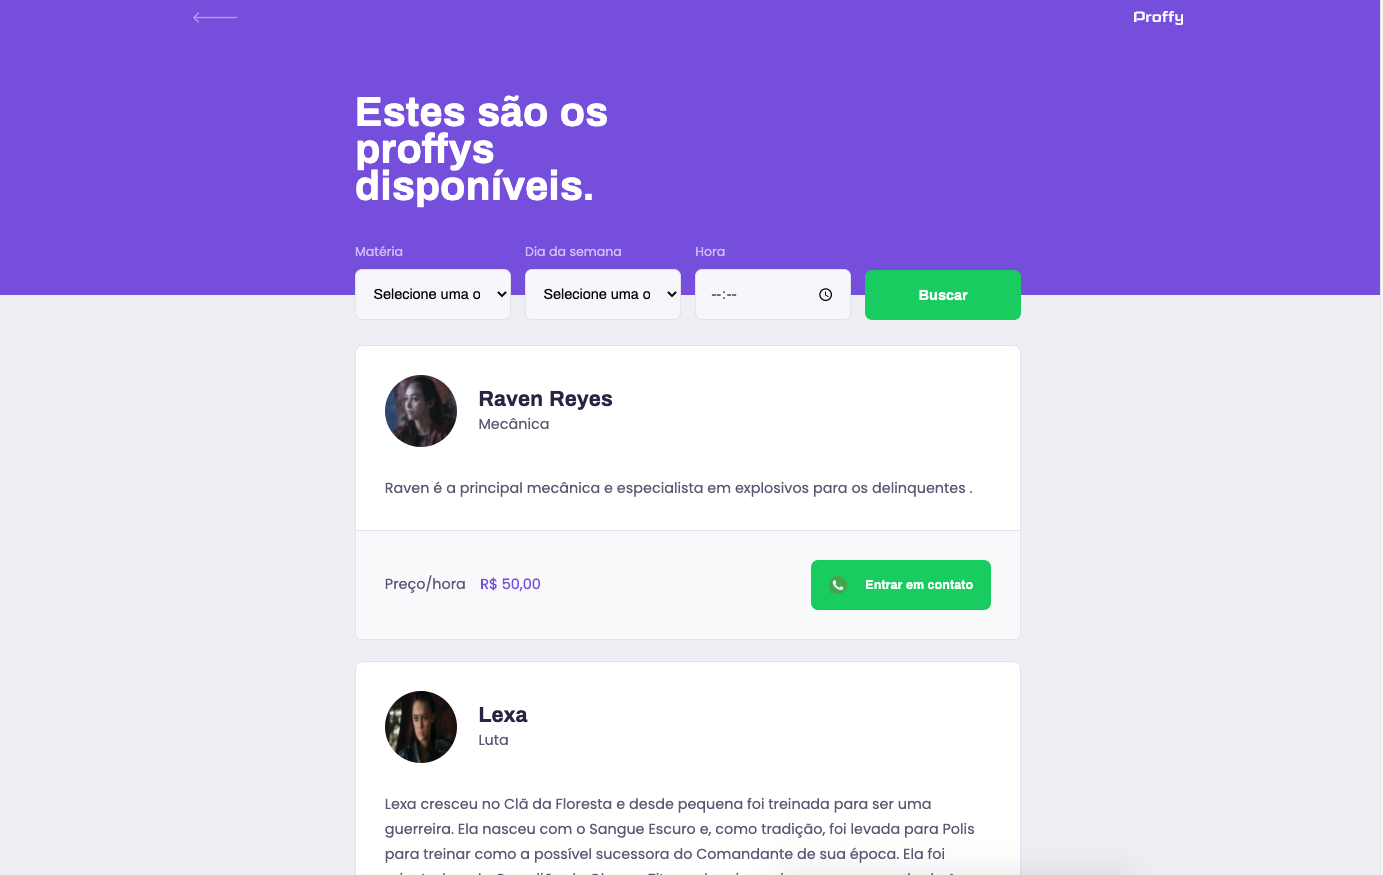 Proffy
Estes são os
proffys
disponíveis.
Matéria
Dia da semana
Hora
Selecione uma o
Selecione uma o
--:--
Buscar
Raven Reyes
Mecânica
Raven é a principal mecânica e especialista em explosivos para os delinquentes .
Preço/hora R$ 50,00
Entrar em contato
Lexa
Luta
Lexa cresceu no Clã da Floresta e desde pequena foi treinada para ser uma
guerreira. Ela nasceu com o Sangue Escuro e, como tradição, foi levada para Polis
para treinar como a possível sucessora do Comandante de sua época. Ela foi